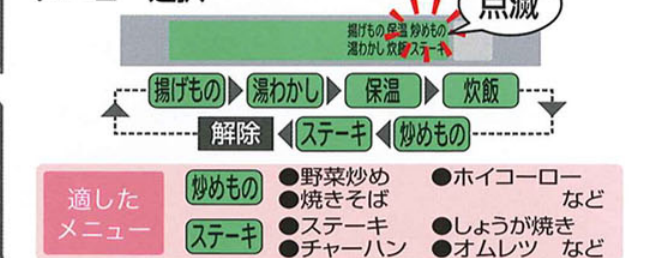 点滅
揚げもの 保温 炒めもの
湯わかし 炊飯 ステーキ
揚げもの 湯わかし 保温 炊飯
解除 ステーキ 炒めもの
適した
メニュー
炒めもの
●野菜炒め ●ホイコーロー
●焼きそば など
ステーキ
●ステーキ ●しょうが焼き
●チャーハン ●オムレツ など